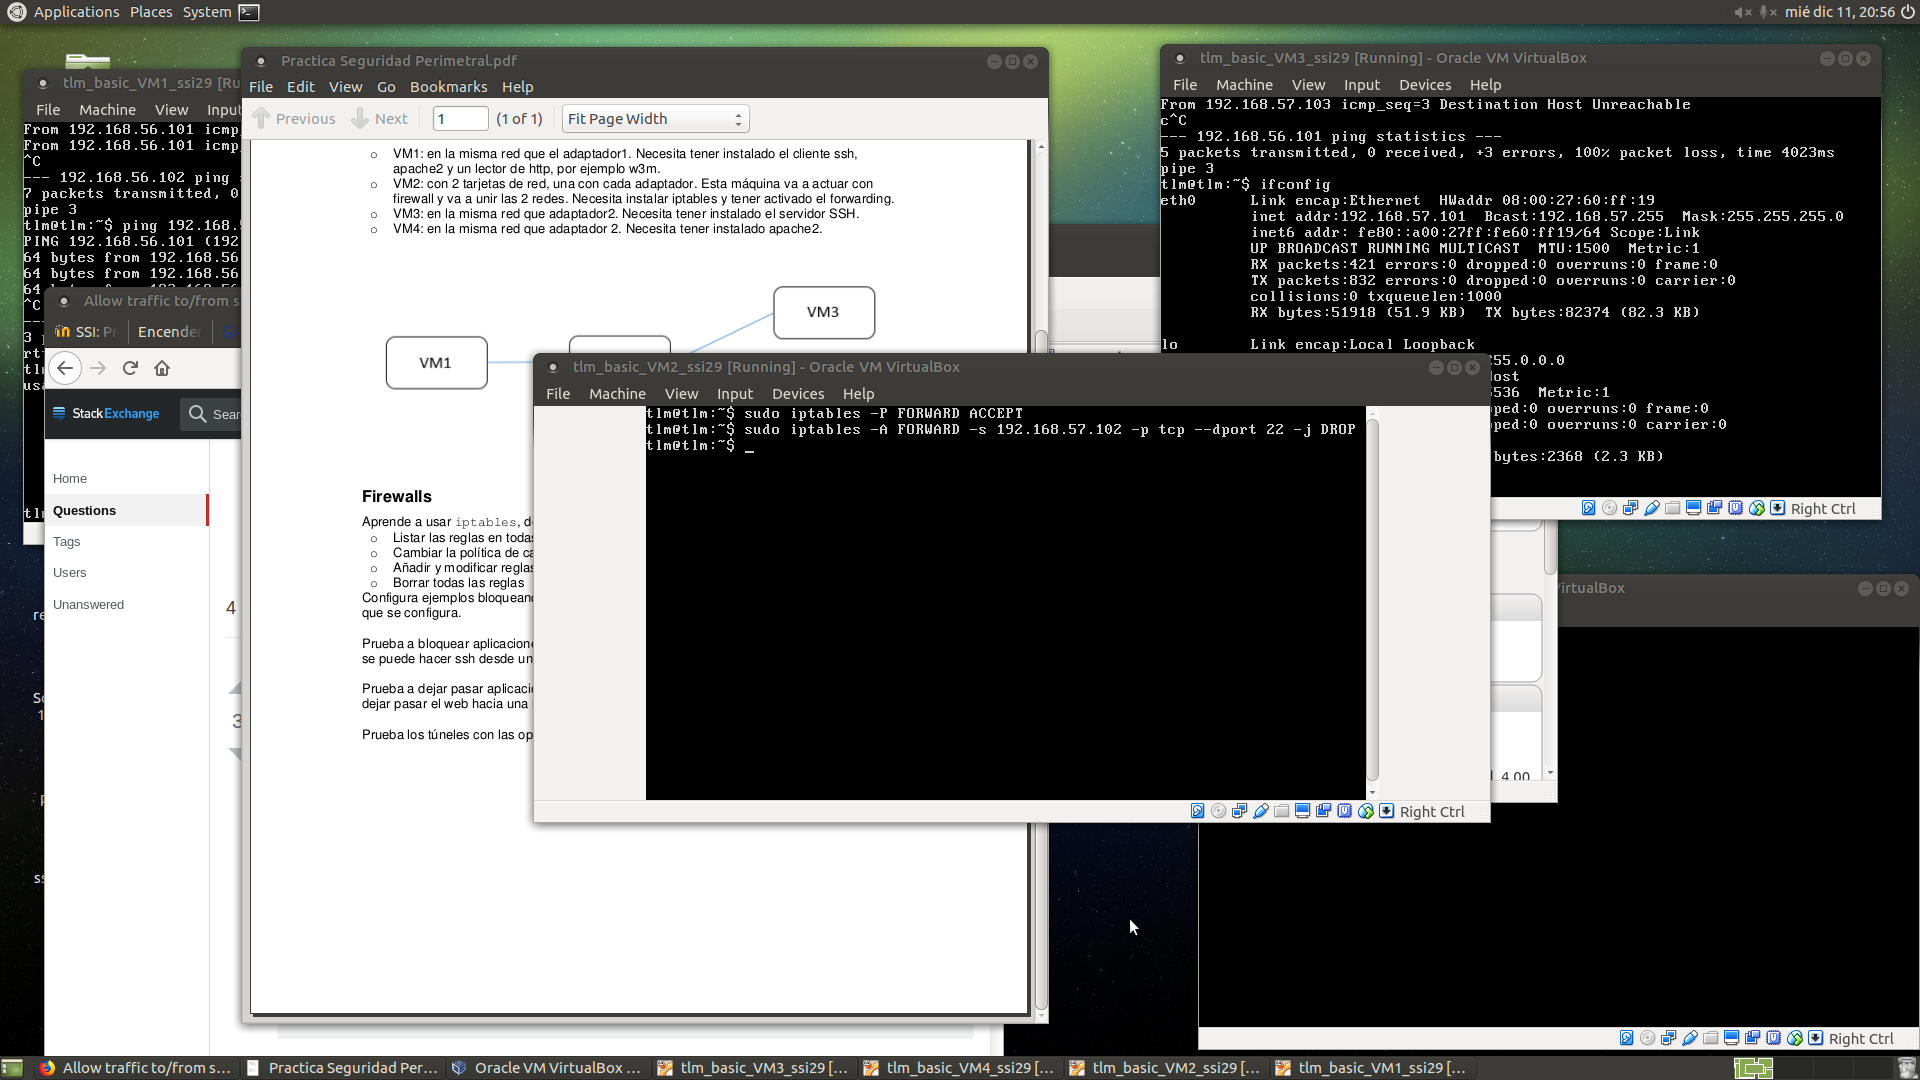 Applications Places System
mié dic 11, 20:56
tlm_basic_VM1_ssi29 [Ru
File Machine View Input
From 192.168.56.101 icmp
From 192.168.56.101 icmp
^C
--- 192.168.56.102 ping
7 packets transmitted, 0
pipe 3
tlm@tlm:~$ ping 192.168.5
PING 192.168.56.101 (192
64 bytes from 192.168.56
64 bytes from 192.168.56
64
^C
---
Allow traffic to/from s
SSI: Pr
Encender
StackExchange
Sear
Home
Questions
Tags
Users
Unanswered
4
3
Practica Seguridad Perimetral.pdf
File Edit View Go Bookmarks Help
Previous Next 1 (1 of 1) Fit Page Width
○ VM1: en la misma red que el adaptador1. Necesita tener instalado el cliente ssh,
apache2 y un lector de http, por ejemplo w3m.
○ VM2: con 2 tarjetas de red, una con cada adaptador. Esta máquina va a actuar con
firewall y va a unir las 2 redes. Necesita instalar iptables y tener activado el forwarding.
○ VM3: en la misma red que adaptador2. Necesita tener instalado el servidor SSH.
○ VM4: en la misma red que adaptador 2. Necesita tener instalado apache2.
VM3
VM1
Firewalls
Aprende a usar iptables, d
○ Listar las reglas en todas
○ Cambiar la política de ca
○ Añadir y modificar reglas
○ Borrar todas las reglas
Configura ejemplos bloqueand
que se configura.
Prueba a bloquear aplicacione
se puede hacer ssh desde un
Prueba a dejar pasar aplicacio
dejar pasar el web hacia una
Prueba los túneles con las op
tlm_basic_VM3_ssi29 [Running] - Oracle VM VirtualBox
File Machine View Input Devices Help
From 192.168.57.103 icmp_seq=3 Destination Host Unreachable
c^C
--- 192.168.56.101 ping statistics ---
5 packets transmitted, 0 received, +3 errors, 100% packet loss, time 4023ms
pipe 3
tlm@tlm:~$ ifconfig
eth0 Link encap:Ethernet HWaddr 08:00:27:60:ff:19
inet addr:192.168.57.101 Bcast:192.168.57.255 Mask:255.255.255.0
inet6 addr: fe80::a00:27ff:fe60:ff19/64 Scope:Link
UP BROADCAST RUNNING MULTICAST MTU:1500 Metric:1
RX packets:421 errors:0 dropped:0 overruns:0 frame:0
TX packets:832 errors:0 dropped:0 overruns:0 carrier:0
collisions:0 txqueuelen:1000
RX bytes:51918 (51.9 KB) TX bytes:82374 (82.3 KB)
lo Link encap:Local Loopback
55.0.0.0
ost
536 Metric:1
ped:0 overruns:0 frame:0
ped:0 overruns:0 carrier:0
bytes:2368 (2.3 KB)
Right Ctrl
tlm_basic_VM2_ssi29 [Running] - Oracle VM VirtualBox
File Machine View Input Devices Help
tlm@tlm:~$ sudo iptables -P FORWARD ACCEPT
tlm@tlm:~$ sudo iptables -A FORWARD -s 192.168.57.102 -p tcp --dport 22 -j DROP
tlm@tlm:~$ _
Right Ctrl
VirtualBox
4.00
Right Ctrl
Allow traffic to/from s...
Practica Seguridad Per...
Oracle VM VirtualBox ...
tlm_basic_VM3_ssi29 [...
tlm_basic_VM4_ssi29 [...
tlm_basic_VM2_ssi29 [...
tlm_basic_VM1_ssi29 [...